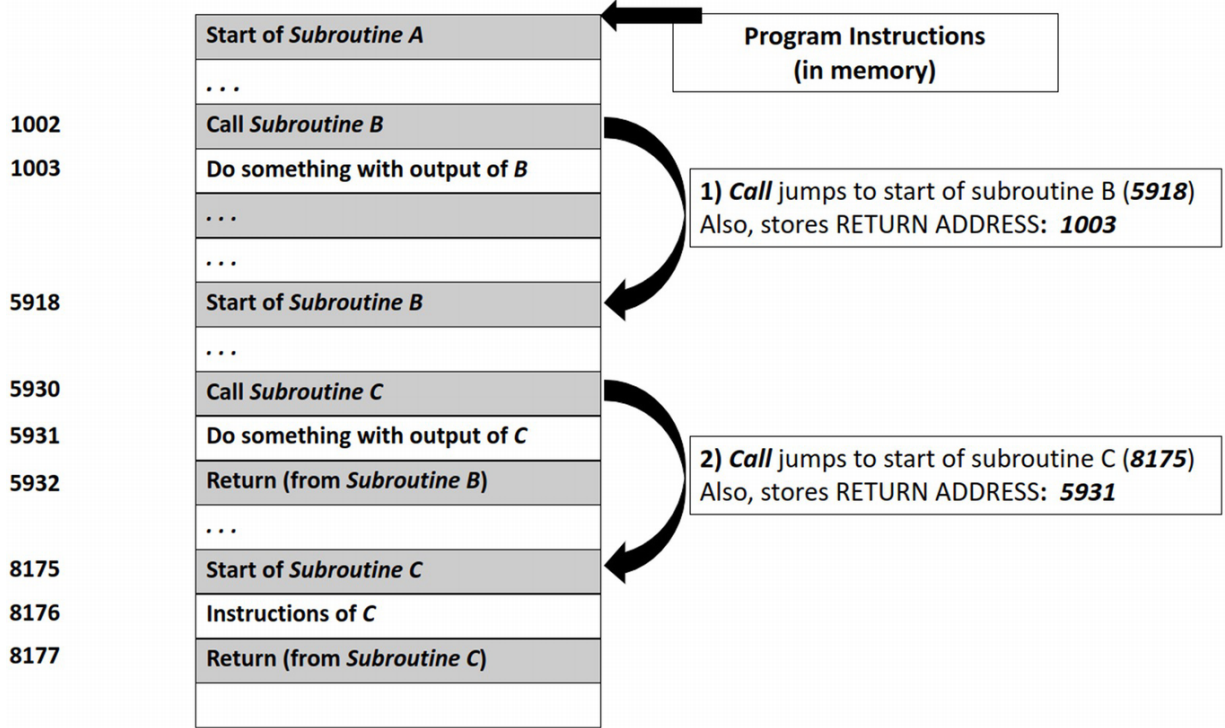 Start of Subroutine A
Program Instructions
(in memory)
. . .
1002 Call Subroutine B
1003 Do something with output of B
1) Call jumps to start of subroutine B (5918)
Also, stores RETURN ADDRESS: 1003
. . .
. . .
5918 Start of Subroutine B
. . .
5930 Call Subroutine C
5931 Do something with output of C
2) Call jumps to start of subroutine C (8175)
Also, stores RETURN ADDRESS: 5931
5932 Return (from Subroutine B)
. . .
8175 Start of Subroutine C
8176 Instructions of C
8177 Return (from Subroutine C)